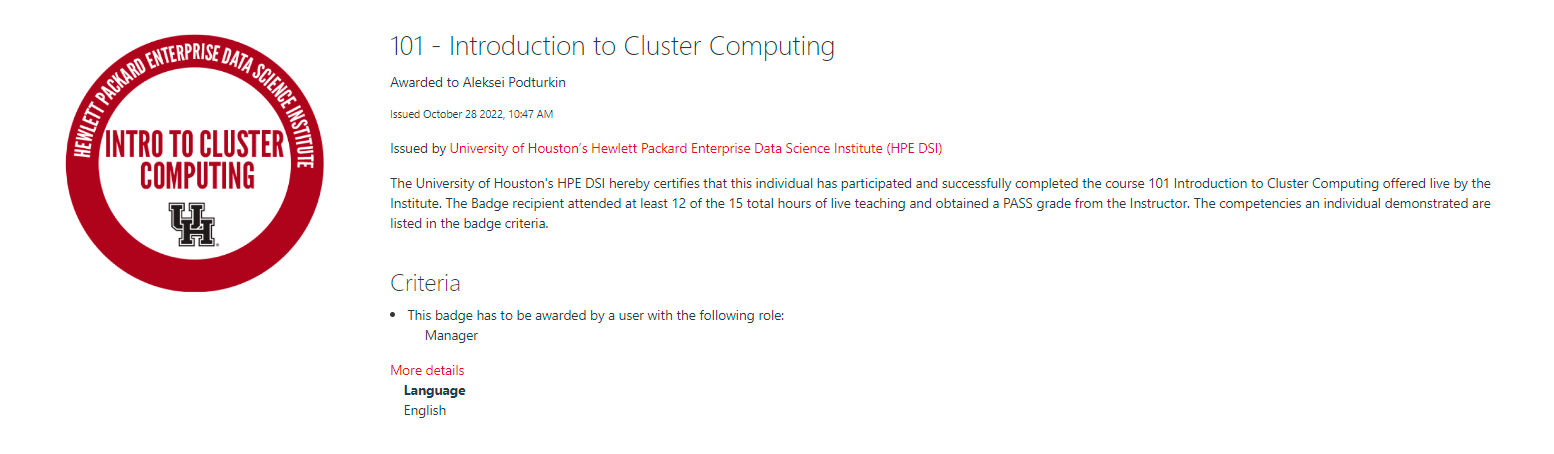 HEWLETT PACKARD ENTERPRISE DATA SCIENCE INSTITUTE
INTRO TO CLUSTER
COMPUTING
UH
101 - Introduction to Cluster Computing
Awarded to Aleksei Podturkin
Issued October 28 2022, 10:47 AM
Issued by University of Houston's Hewlett Packard Enterprise Data Science Institute (HPE DSI)
The University of Houston's HPE DSI hereby certifies that this individual has participated and successfully completed the course 101 Introduction to Cluster Computing offered live by the
Institute. The Badge recipient attended at least 12 of the 15 total hours of live teaching and obtained a PASS grade from the Instructor. The competencies an individual demonstrated are
listed in the badge criteria.
Criteria
• This badge has to be awarded by a user with the following role:
Manager
More details
Language
English